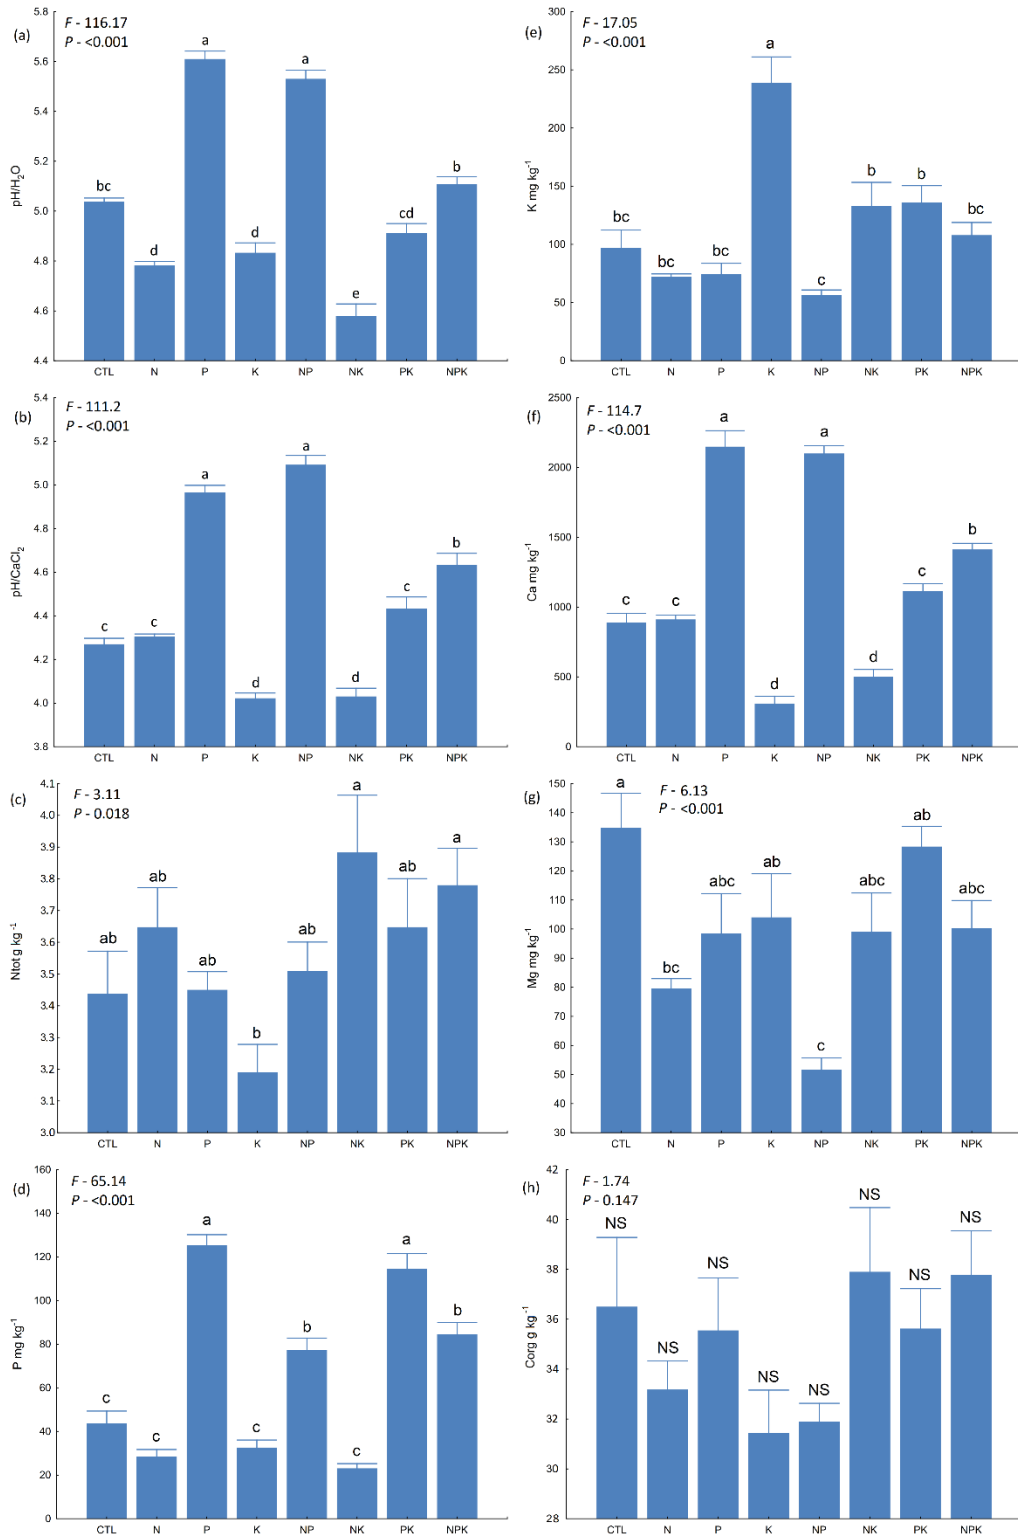 (a)
F - 116.17
P - <0.001
pH/H₂O
5.8
5.6
5.4
5.2
5.0
4.8
4.6
4.4
bc
d
a
d
a
e
cd
b
CTL N P K NP NK PK NPK
(e)
F - 17.05
P - <0.001
K mg kg⁻¹
300
250
200
150
100
50
0
bc
bc
bc
a
c
b
b
bc
CTL N P K NP NK PK NPK
(b)
F - 111.2
P - <0.001
pH/CaCl₂
5.4
5.2
5.0
4.8
4.6
4.4
4.2
4.0
3.8
c
c
a
d
a
d
c
b
CTL N P K NP NK PK NPK
(f)
F - 114.7
P - <0.001
Ca mg kg⁻¹
2500
2000
1500
1000
500
0
c
c
a
d
a
d
c
b
CTL N P K NP NK PK NPK
(c)
F - 3.11
P - 0.018
Ntot g kg⁻¹
4.1
4.0
3.9
3.8
3.7
3.6
3.5
3.4
3.3
3.2
3.1
3.0
ab
ab
ab
b
ab
a
ab
a
CTL N P K NP NK PK NPK
(g)
F - 6.13
P - <0.001
Mg mg kg⁻¹
150
140
130
120
110
100
90
80
70
60
50
40
30
a
bc
abc
ab
c
abc
ab
abc
CTL N P K NP NK PK NPK
(d)
F - 65.14
P - <0.001
P mg kg⁻¹
160
140
120
100
80
60
40
20
0
c
c
a
c
b
c
a
b
CTL N P K NP NK PK NPK
(h)
F - 1.74
P - 0.147
Corg g kg⁻¹
42
40
38
36
34
32
30
28
NS
NS
NS
NS
NS
NS
NS
NS
CTL N P K NP NK PK NPK